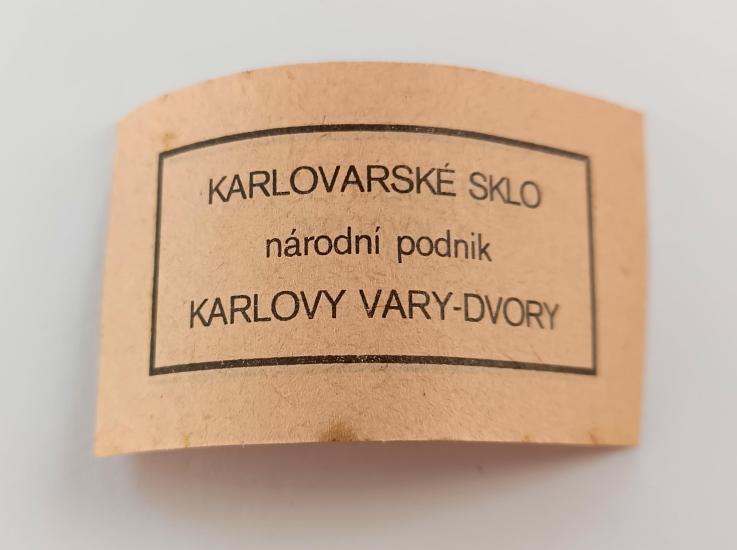 KARLOVARSKÉ SKLO
národní podnik
KARLOVY VARY-DVORY